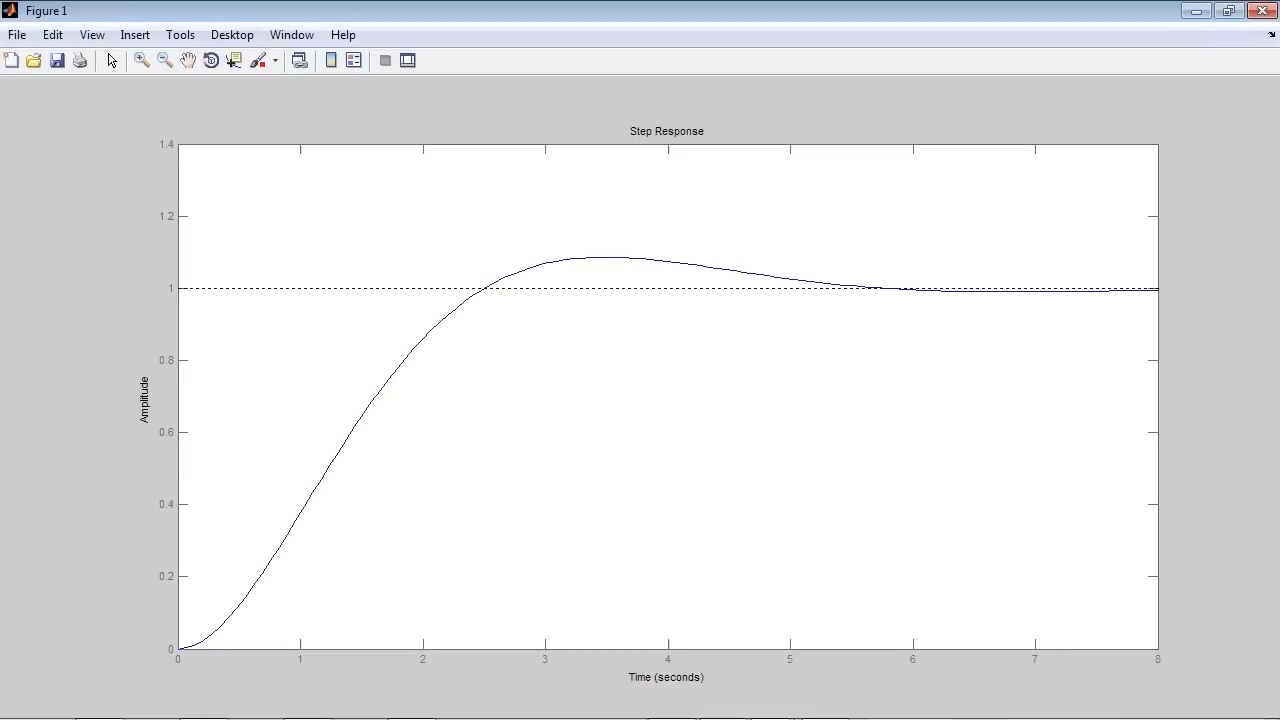 Figure 1
File Edit View Insert Tools Desktop Window Help
Step Response
1.4
1.2
1
0.8
0.6
0.4
0.2
0
Amplitude
0 1 2 3 4 5 6 7 8
Time (seconds)